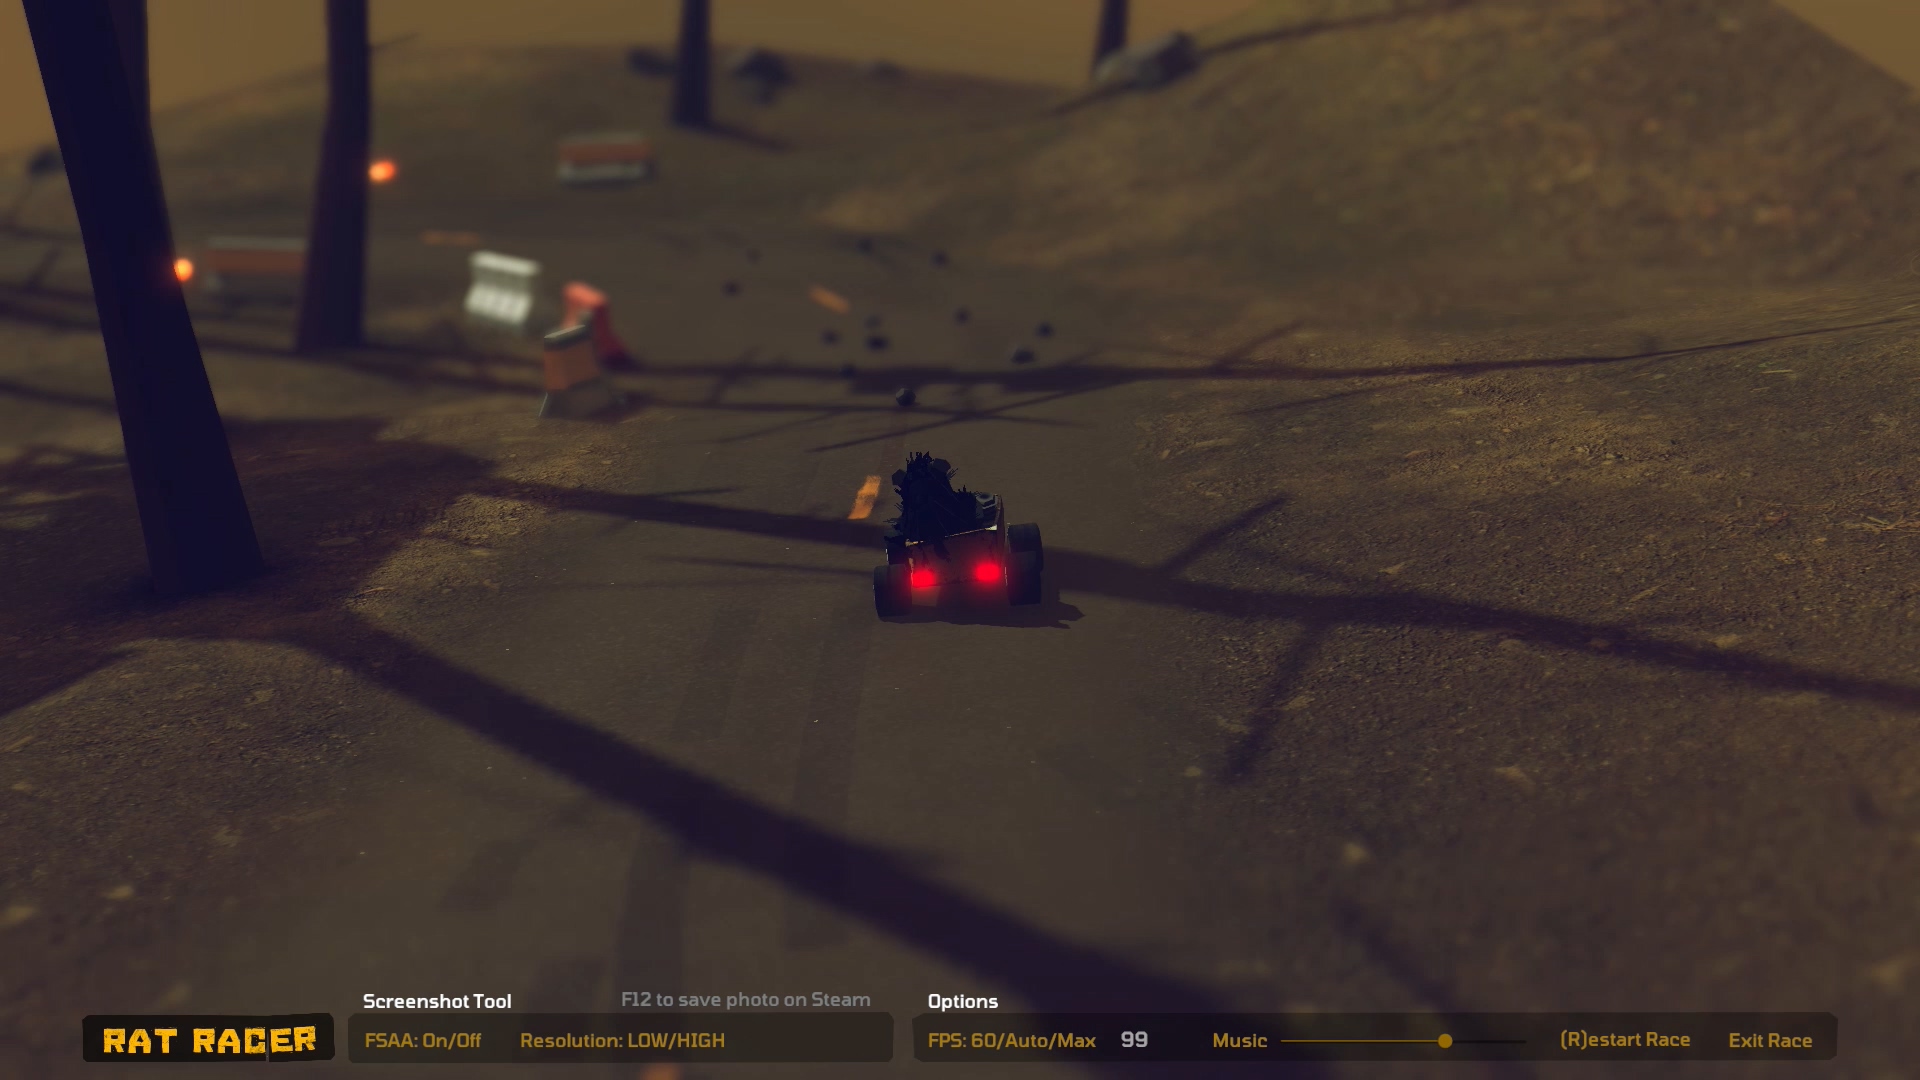 Screenshot Tool
F12 to save photo on Steam
Options
RAT RACER
FSAA: On/Off
Resolution: LOW/HIGH
FPS: 60/Auto/Max
99
Music
(R)estart Race
Exit Race